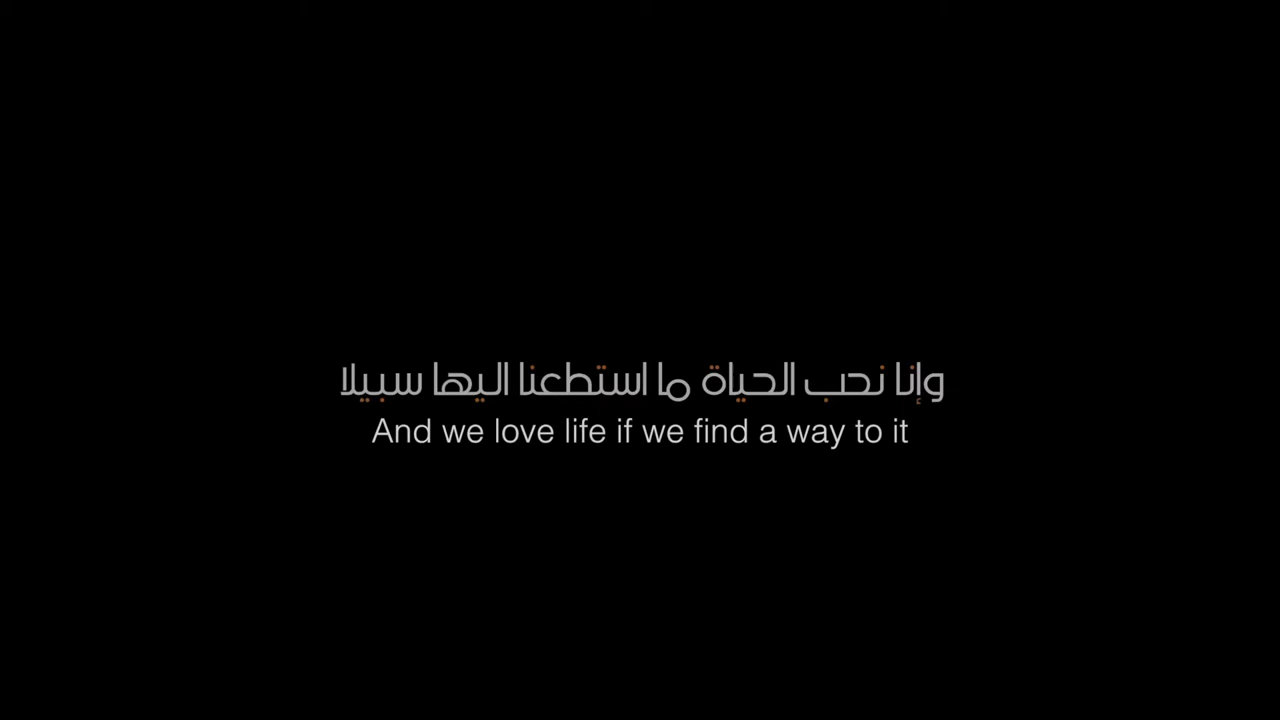 وإنا نحب الحياة ما استطعنا اليها سبيلا
And we love life if we find a way to it